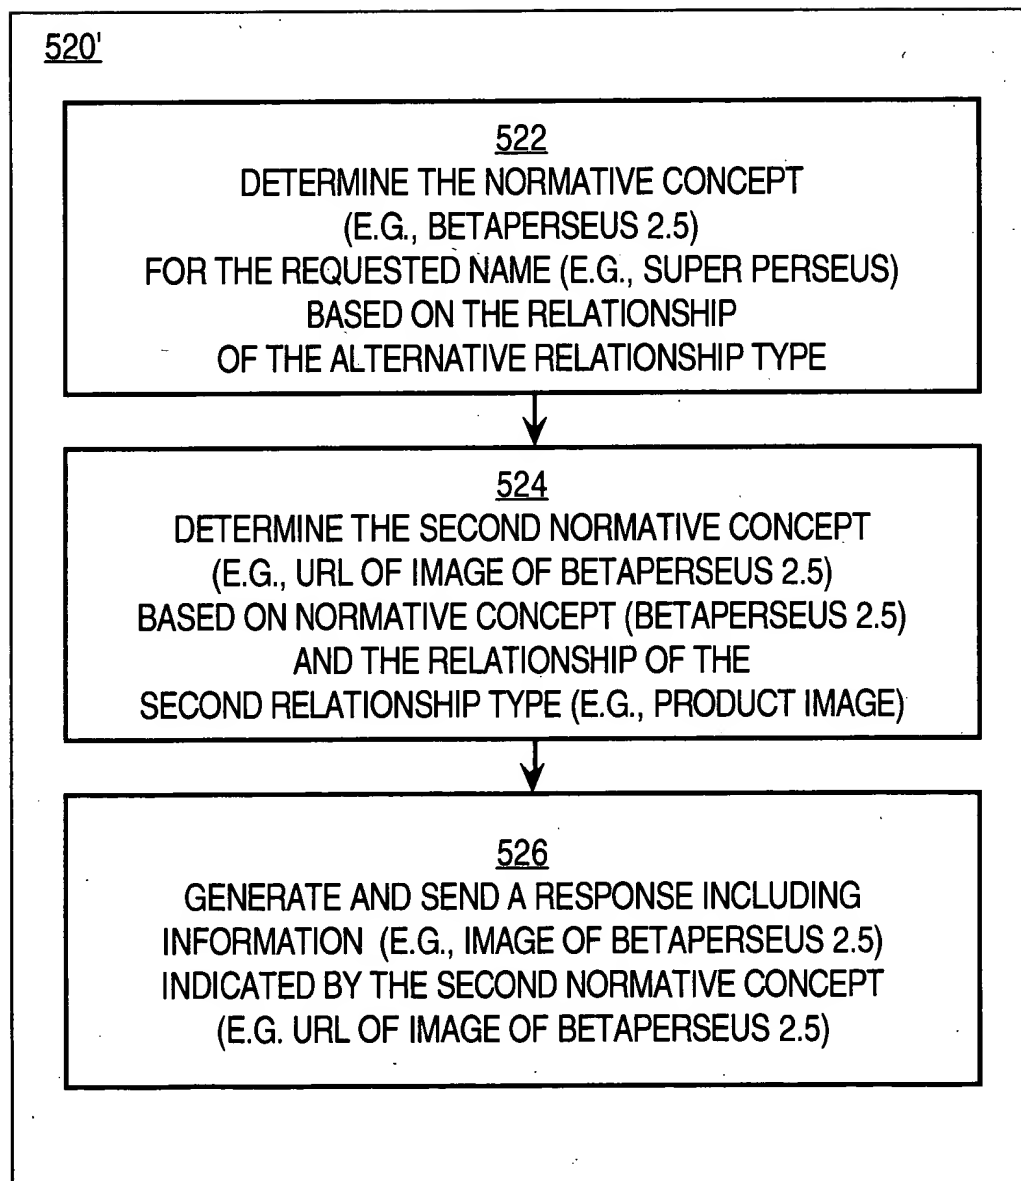 520'
522
DETERMINE THE NORMATIVE CONCEPT
(E.G., BETAPERSEUS 2.5)
FOR THE REQUESTED NAME (E.G., SUPER PERSEUS)
BASED ON THE RELATIONSHIP
OF THE ALTERNATIVE RELATIONSHIP TYPE
524
DETERMINE THE SECOND NORMATIVE CONCEPT
(E.G., URL OF IMAGE OF BETAPERSEUS 2.5)
BASED ON NORMATIVE CONCEPT (BETAPERSEUS 2.5)
AND THE RELATIONSHIP OF THE
SECOND RELATIONSHIP TYPE (E.G., PRODUCT IMAGE)
526
GENERATE AND SEND A RESPONSE INCLUDING
INFORMATION (E.G., IMAGE OF BETAPERSEUS 2.5)
INDICATED BY THE SECOND NORMATIVE CONCEPT
(E.G. URL OF IMAGE OF BETAPERSEUS 2.5)